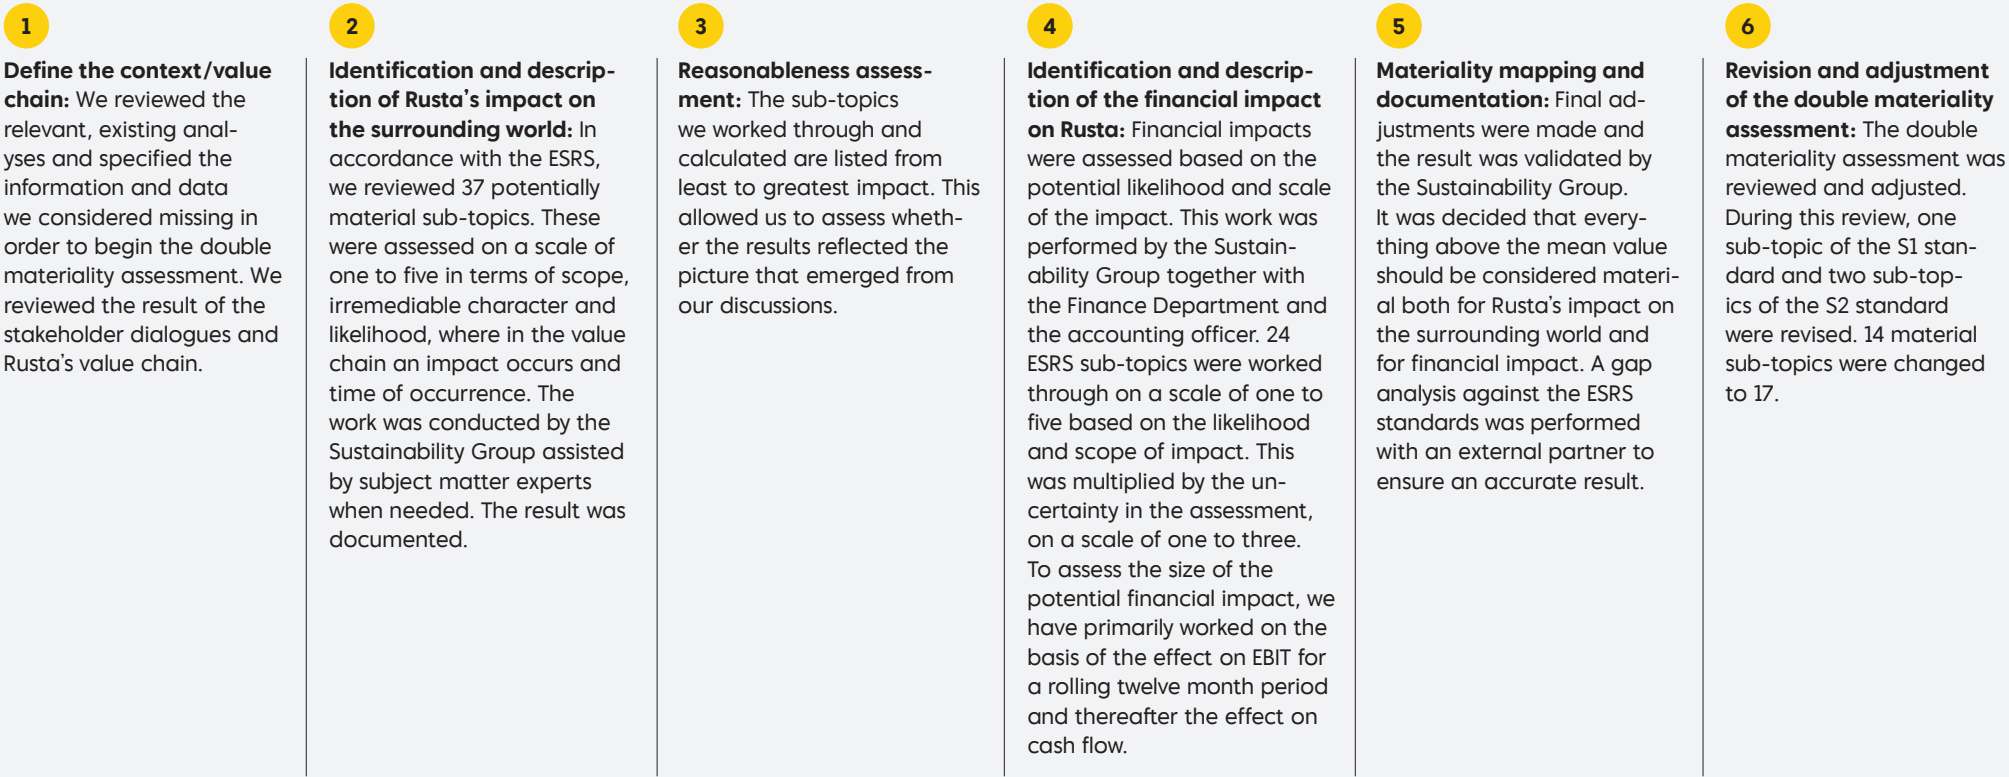 1
Define the context/value
chain: We reviewed the
relevant, existing anal-
yses and specified the
information and data
we considered missing in
order to begin the double
materiality assessment. We
reviewed the result of the
stakeholder dialogues and
Rusta's value chain.
2
Identification and descrip-
tion of Rusta's impact on
the surrounding world: In
accordance with the ESRS,
we reviewed 37 potentially
material sub-topics. These
were assessed on a scale of
one to five in terms of scope,
irremediable character and
likelihood, where in the value
chain an impact occurs and
time of occurrence. The
work was conducted by the
Sustainability Group assisted
by subject matter experts
when needed. The result was
documented.
3
Reasonableness assess-
ment: The sub-topics
we worked through and
calculated are listed from
least to greatest impact. This
allowed us to assess wheth-
er the results reflected the
picture that emerged from
our discussions.
4
Identification and descrip-
tion of the financial impact
on Rusta: Financial impacts
were assessed based on the
potential likelihood and scale
of the impact. This work was
performed by the Sustain-
ability Group together with
the Finance Department and
the accounting officer. 24
ESRS sub-topics were worked
through on a scale of one to
five based on the likelihood
and scope of impact. This
was multiplied by the un-
certainty in the assessment,
on a scale of one to three.
To assess the size of the
potential financial impact, we
have primarily worked on the
basis of the effect on EBIT for
a rolling twelve month period
and thereafter the effect on
cash flow.
5
Materiality mapping and
documentation: Final ad-
justments were made and
the result was validated by
the Sustainability Group.
It was decided that every-
thing above the mean value
should be considered materi-
al both for Rusta's impact on
the surrounding world and
for financial impact. A gap
analysis against the ESRS
standards was performed
with an external partner to
ensure an accurate result.
6
Revision and adjustment
of the double materiality
assessment: The double
materiality assessment was
reviewed and adjusted.
During this review, one
sub-topic of the S1 stan-
dard and two sub-top-
ics of the S2 standard
were revised. 14 material
sub-topics were changed
to 17.